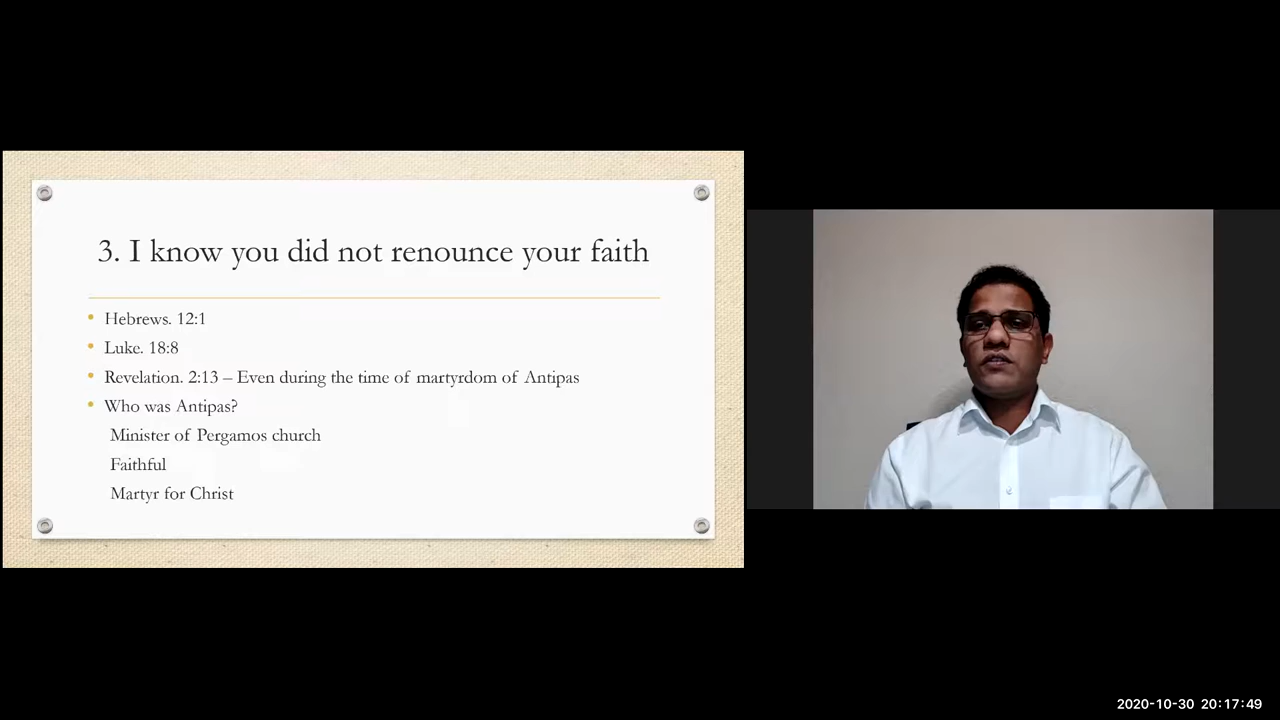 3. I know you did not renounce your faith
Hebrews. 12:1
Luke. 18:8
Revelation. 2:13 – Even during the time of martyrdom of Antipas
Who was Antipas?
Minister of Pergamos church
Faithful
Martyr for Christ
2020-10-30 20:17:49